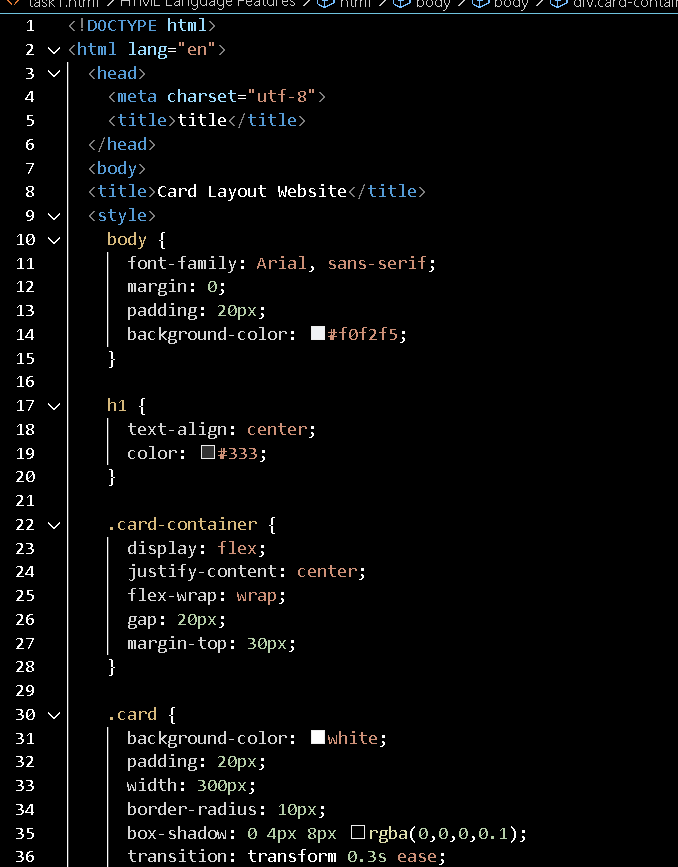 task1.html > HTML Language Features > html > body > body > div.card-contain
1 <!DOCTYPE html>
2 <html lang="en">
3 <head>
4 <meta charset="utf-8">
5 <title>title</title>
6 </head>
7 <body>
8 <title>Card Layout Website</title>
9 <style>
10 body {
11 font-family: Arial, sans-serif;
12 margin: 0;
13 padding: 20px;
14 background-color: #f0f2f5;
15 }
16
17 h1 {
18 text-align: center;
19 color: #333;
20 }
21
22 .card-container {
23 display: flex;
24 justify-content: center;
25 flex-wrap: wrap;
26 gap: 20px;
27 margin-top: 30px;
28 }
29
30 .card {
31 background-color: white;
32 padding: 20px;
33 width: 300px;
34 border-radius: 10px;
35 box-shadow: 0 4px 8px rgba(0,0,0,0.1);
36 transition: transform 0.3s ease;